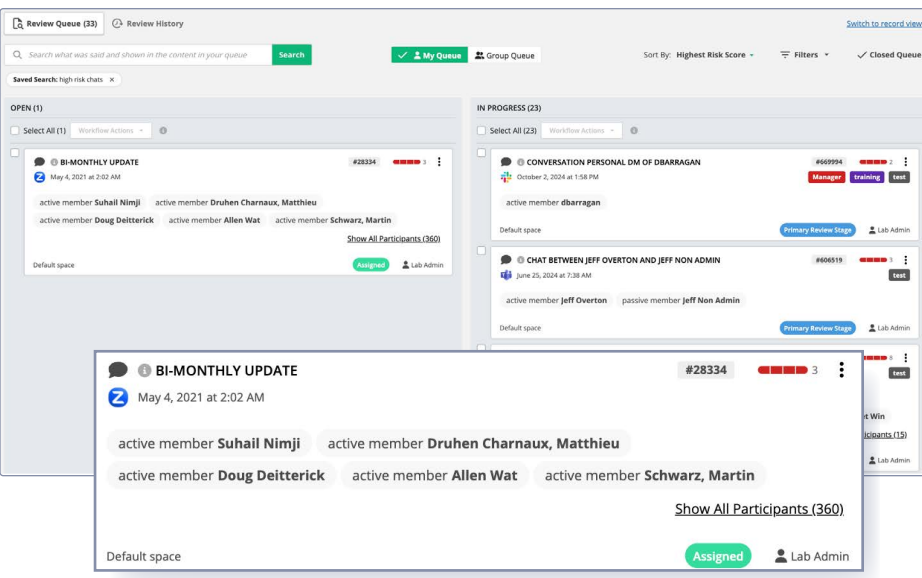 Review Queue (33) Review History Switch to record view
Search what was said and shown in the content in your queue Search My Queue Group Queue Sort By: Highest Risk Score Filters Closed Queue
Saved Search: high risk chats ×
OPEN (1)
Select All (1) Workflow Actions
BI-MONTHLY UPDATE #28334 3
May 4, 2021 at 2:02 AM
active member Suhail Nimji active member Druhen Charnaux, Matthieu
active member Doug Deitterick active member Allen Wat active member Schwarz, Martin
Show All Participants (360)
Default space Assigned Lab Admin
IN PROGRESS (23)
Select All (23) Workflow Actions
CONVERSATION PERSONAL DM OF DBARRAGAN #669994 2
October 2, 2024 at 1:58 PM Manager training test
active member dbarragan
Default space Primary Review Stage Lab Admin
CHAT BETWEEN JEFF OVERTON AND JEFF NON ADMIN #606519 3
June 25, 2024 at 7:38 AM test
active member Jeff Overton passive member Jeff Non Admin
Default space Primary Review Stage Lab Admin
test
t Win
icipants (15)
Lab Admin
BI-MONTHLY UPDATE #28334 3
May 4, 2021 at 2:02 AM
active member Suhail Nimji active member Druhen Charnaux, Matthieu
active member Doug Deitterick active member Allen Wat active member Schwarz, Martin
Show All Participants (360)
Default space Assigned Lab Admin